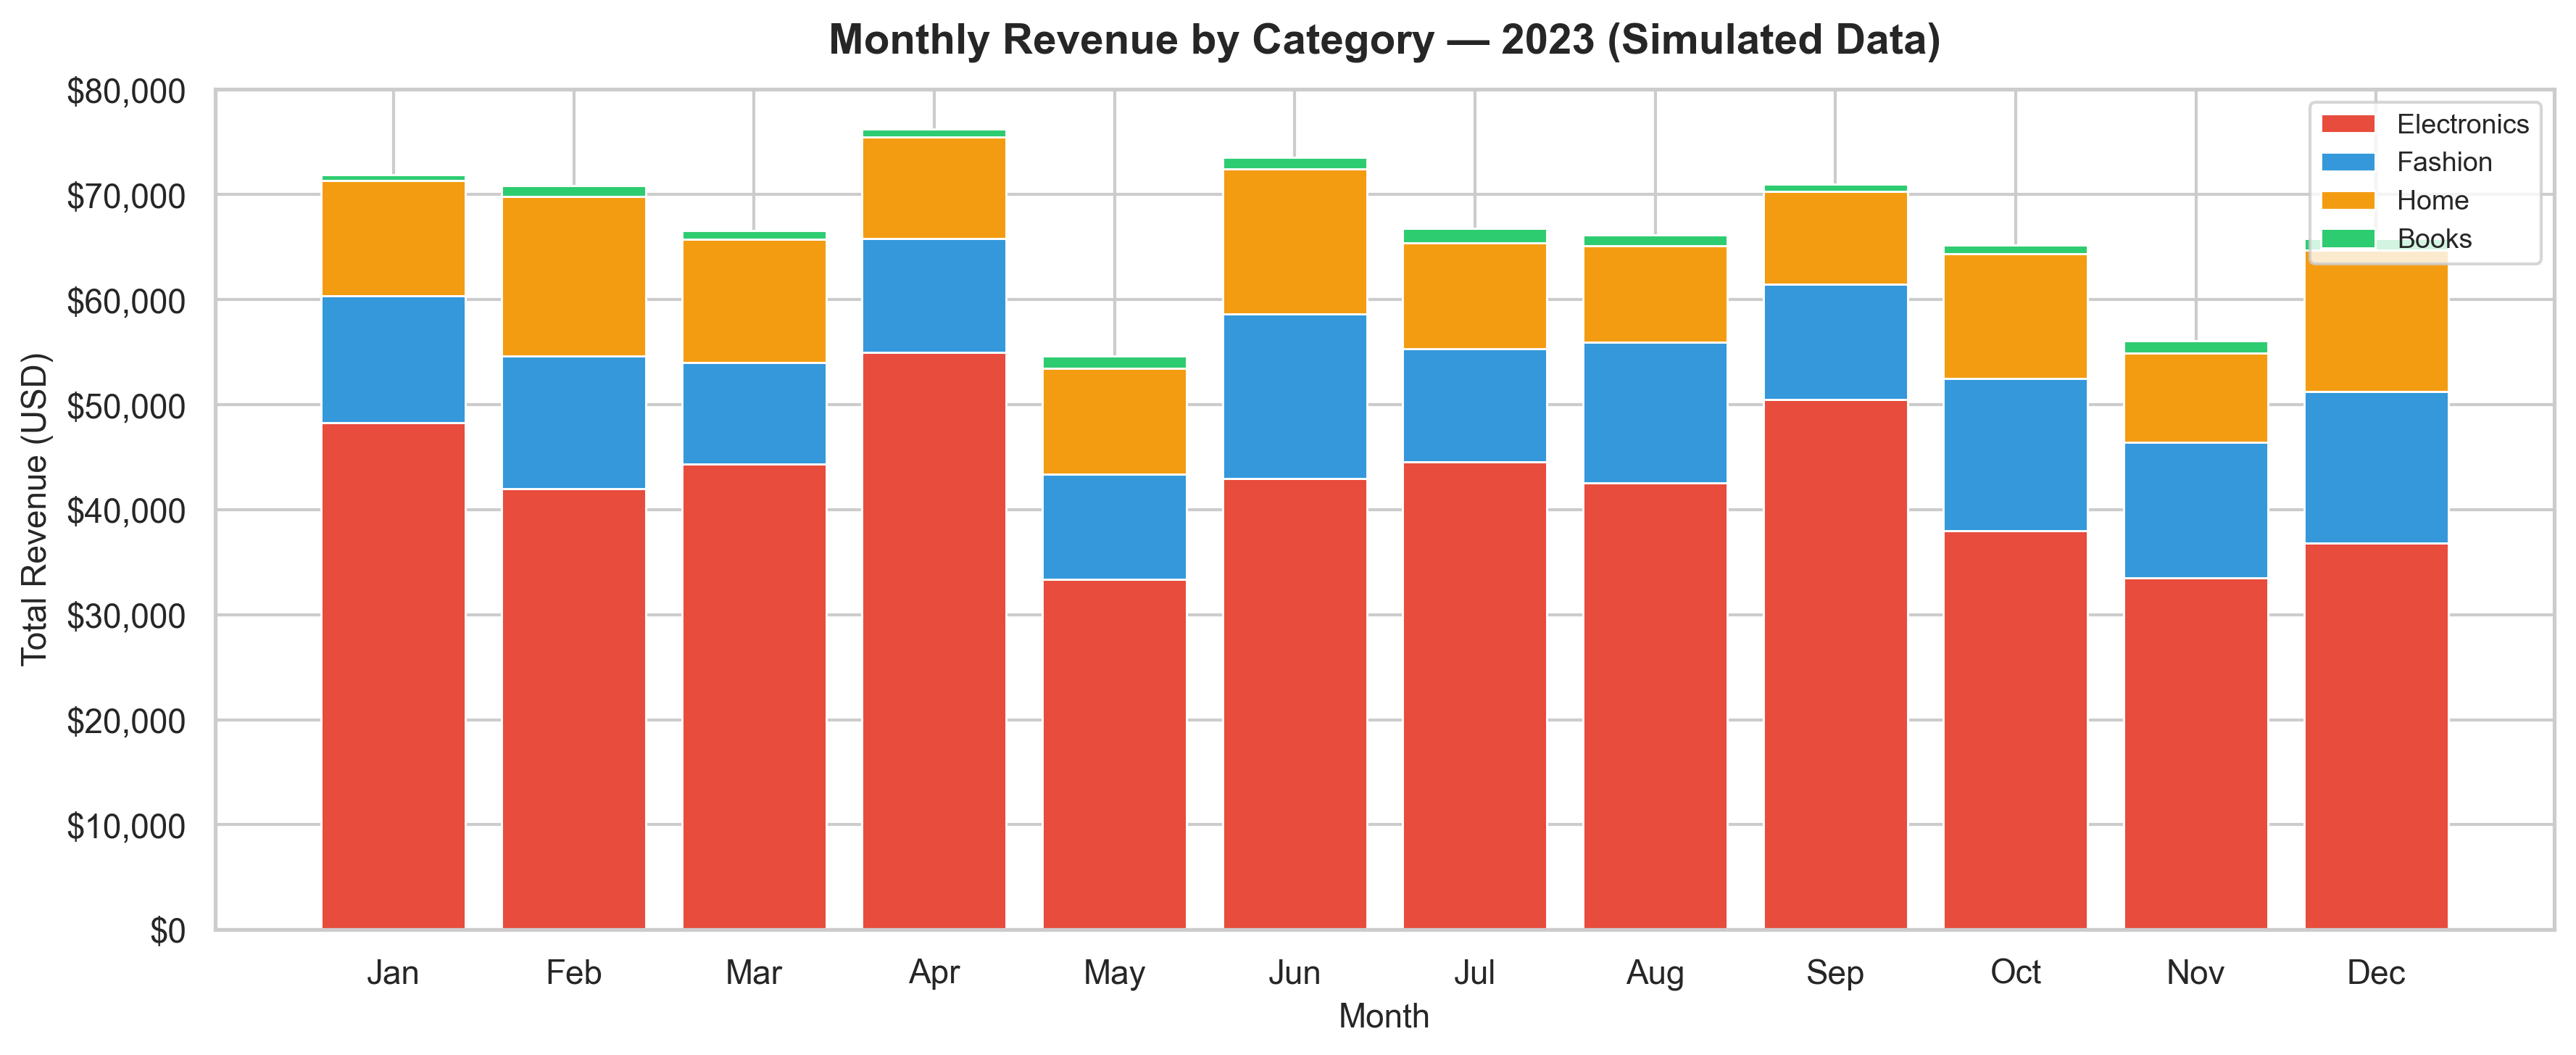 Monthly Revenue by Category — 2023 (Simulated Data)
Total Revenue (USD)
$80,000
$70,000
$60,000
$50,000
$40,000
$30,000
$20,000
$10,000
$0
Electronics
Fashion
Home
Books
Jan Feb Mar Apr May Jun Jul Aug Sep Oct Nov Dec
Month